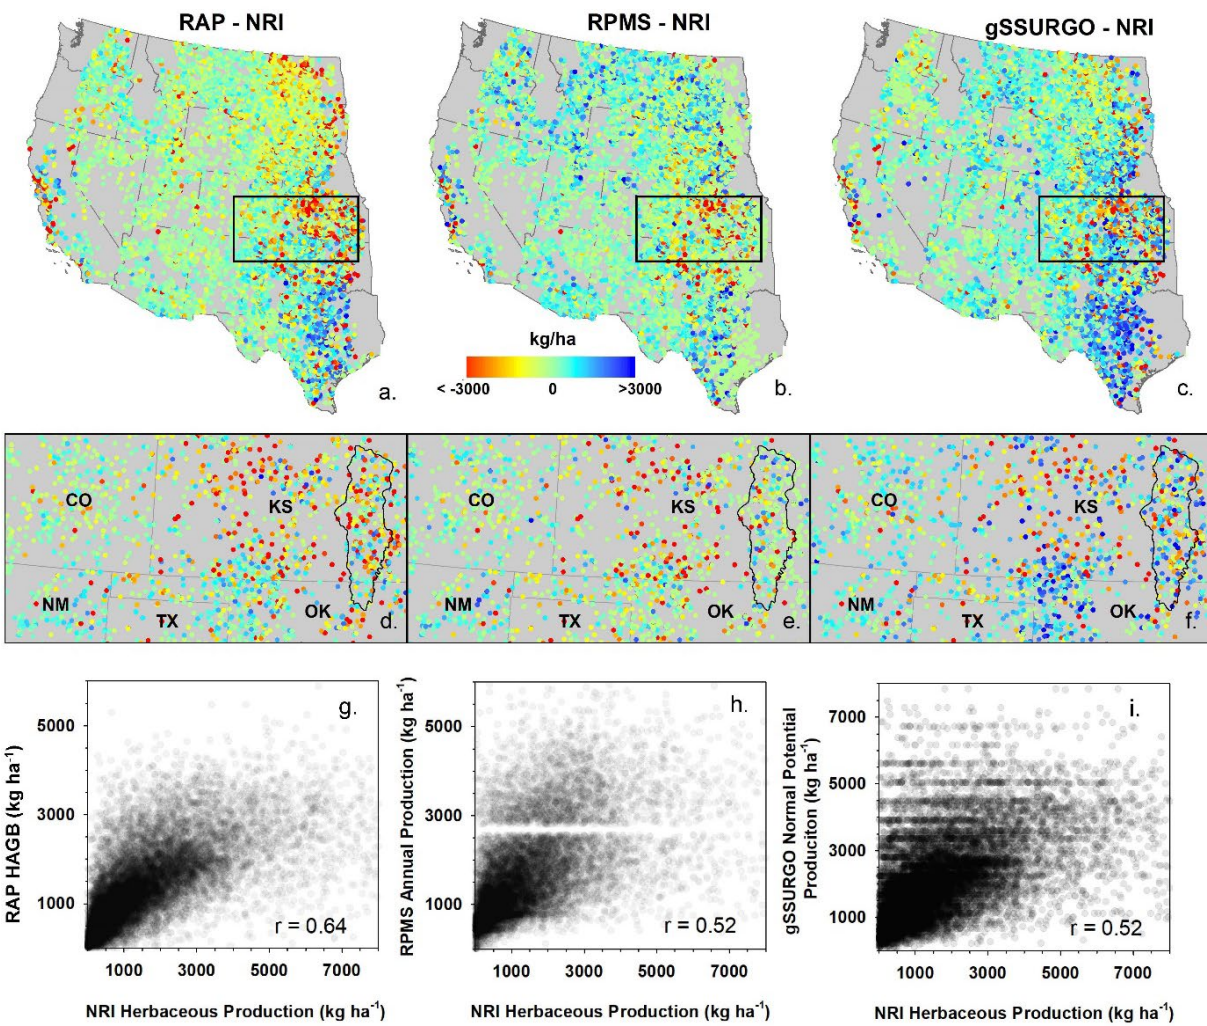 RAP - NRI
RPMS - NRI
gSSURGO - NRI
kg/ha
< -3000 0 >3000
a.
b.
c.
CO
KS
NM
TX
OK
d.
CO
KS
NM
TX
OK
e.
CO
KS
NM
TX
OK
f.
RAP HAGB (kg ha⁻¹)
5000
3000
1000
g.
r = 0.64
1000 3000 5000 7000
NRI Herbaceous Production (kg ha⁻¹)
RPMS Annual Production (kg ha⁻¹)
5000
3000
1000
h.
r = 0.52
1000 3000 5000 7000
NRI Herbaceous Production (kg ha⁻¹)
gSSURGO Normal Potential
Produciton (kg ha⁻¹)
7000
5000
3000
1000
i.
r = 0.52
1000 3000 5000 7000
NRI Herbaceous Production (kg ha⁻¹)